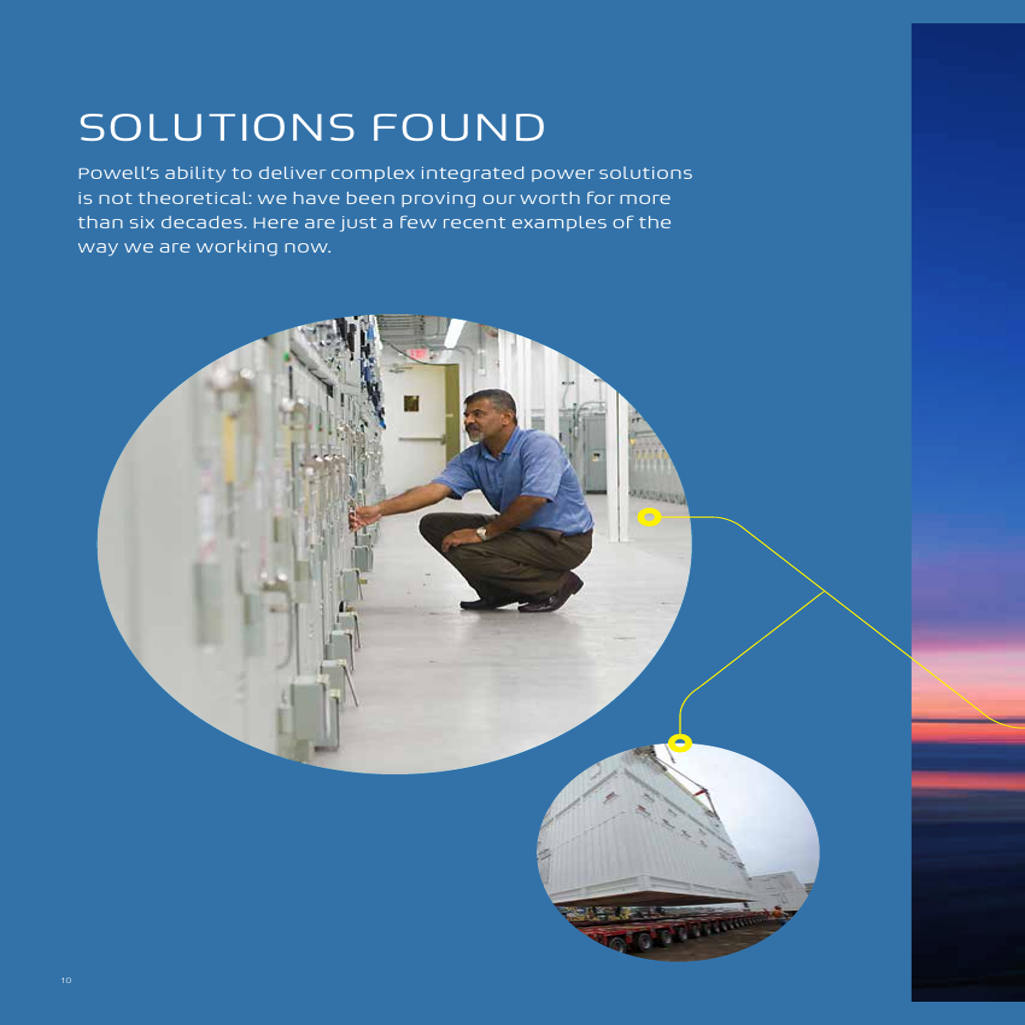 SOLUTIONS FOUND
Powell's ability to deliver complex integrated power solutions
is not theoretical: we have been proving our worth for more
than six decades. Here are just a few recent examples of the
way we are working now.
EXIT
10